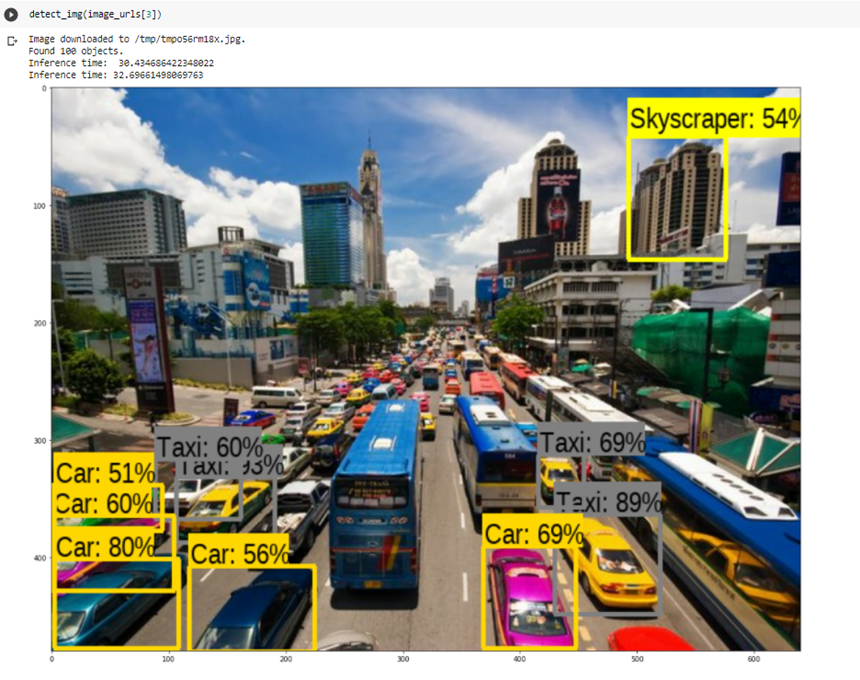 detect_img(image_urls[3])
Image downloaded to /tmp/tmpo56rm18x.jpg.
Found 100 objects.
Inference time:  30.434686422348022
Inference time: 32.69661498069763
0
Skyscraper: 54%
100
200
300
Taxi: 60%
Taxi: 93%
Taxi: 69%
Car: 51%
Car: 60%
Taxi: 89%
Car: 69%
Car: 80%
Car: 56%
400
0
100
200
300
400
500
600